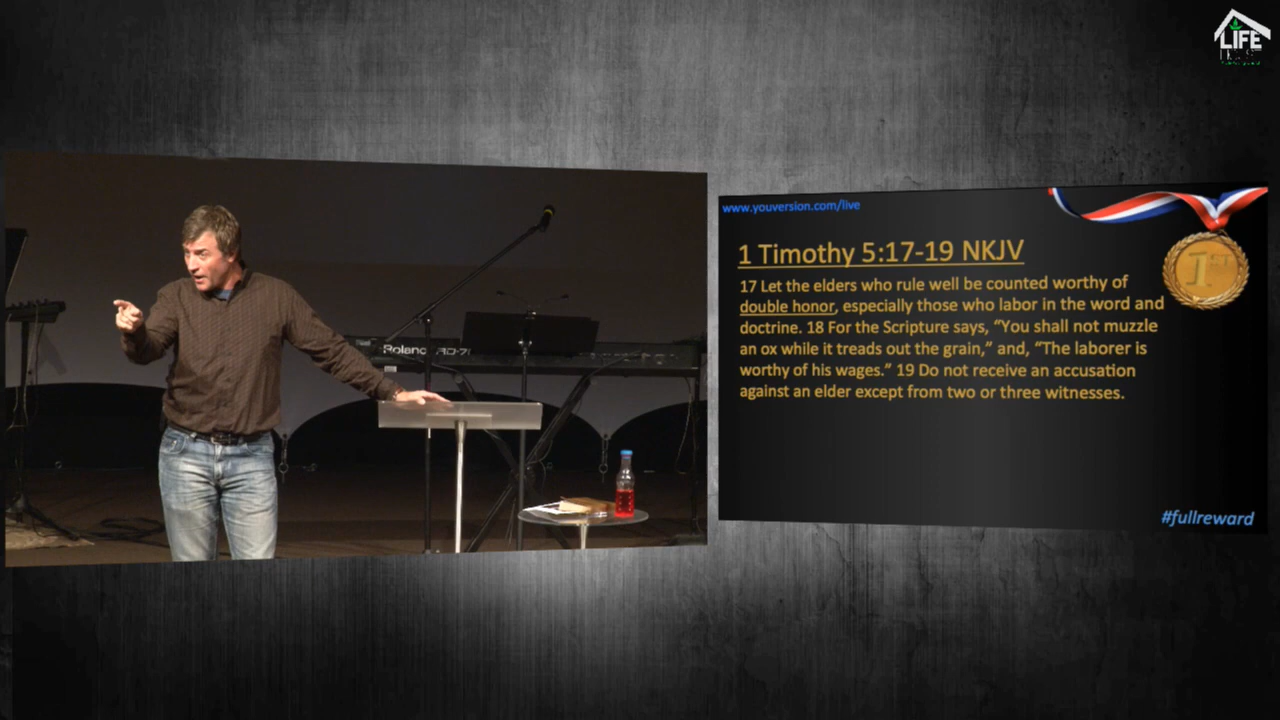 LIFE
www.youversion.com/live
1 Timothy 5:17-19 NKJV
17 Let the elders who rule well be counted worthy of
double honor, especially those who labor in the word and
doctrine. 18 For the Scripture says, “You shall not muzzle
an ox while it treads out the grain,” and, “The laborer is
worthy of his wages.” 19 Do not receive an accusation
against an elder except from two or three witnesses.
1ST
#fullreward
Roland RD-7